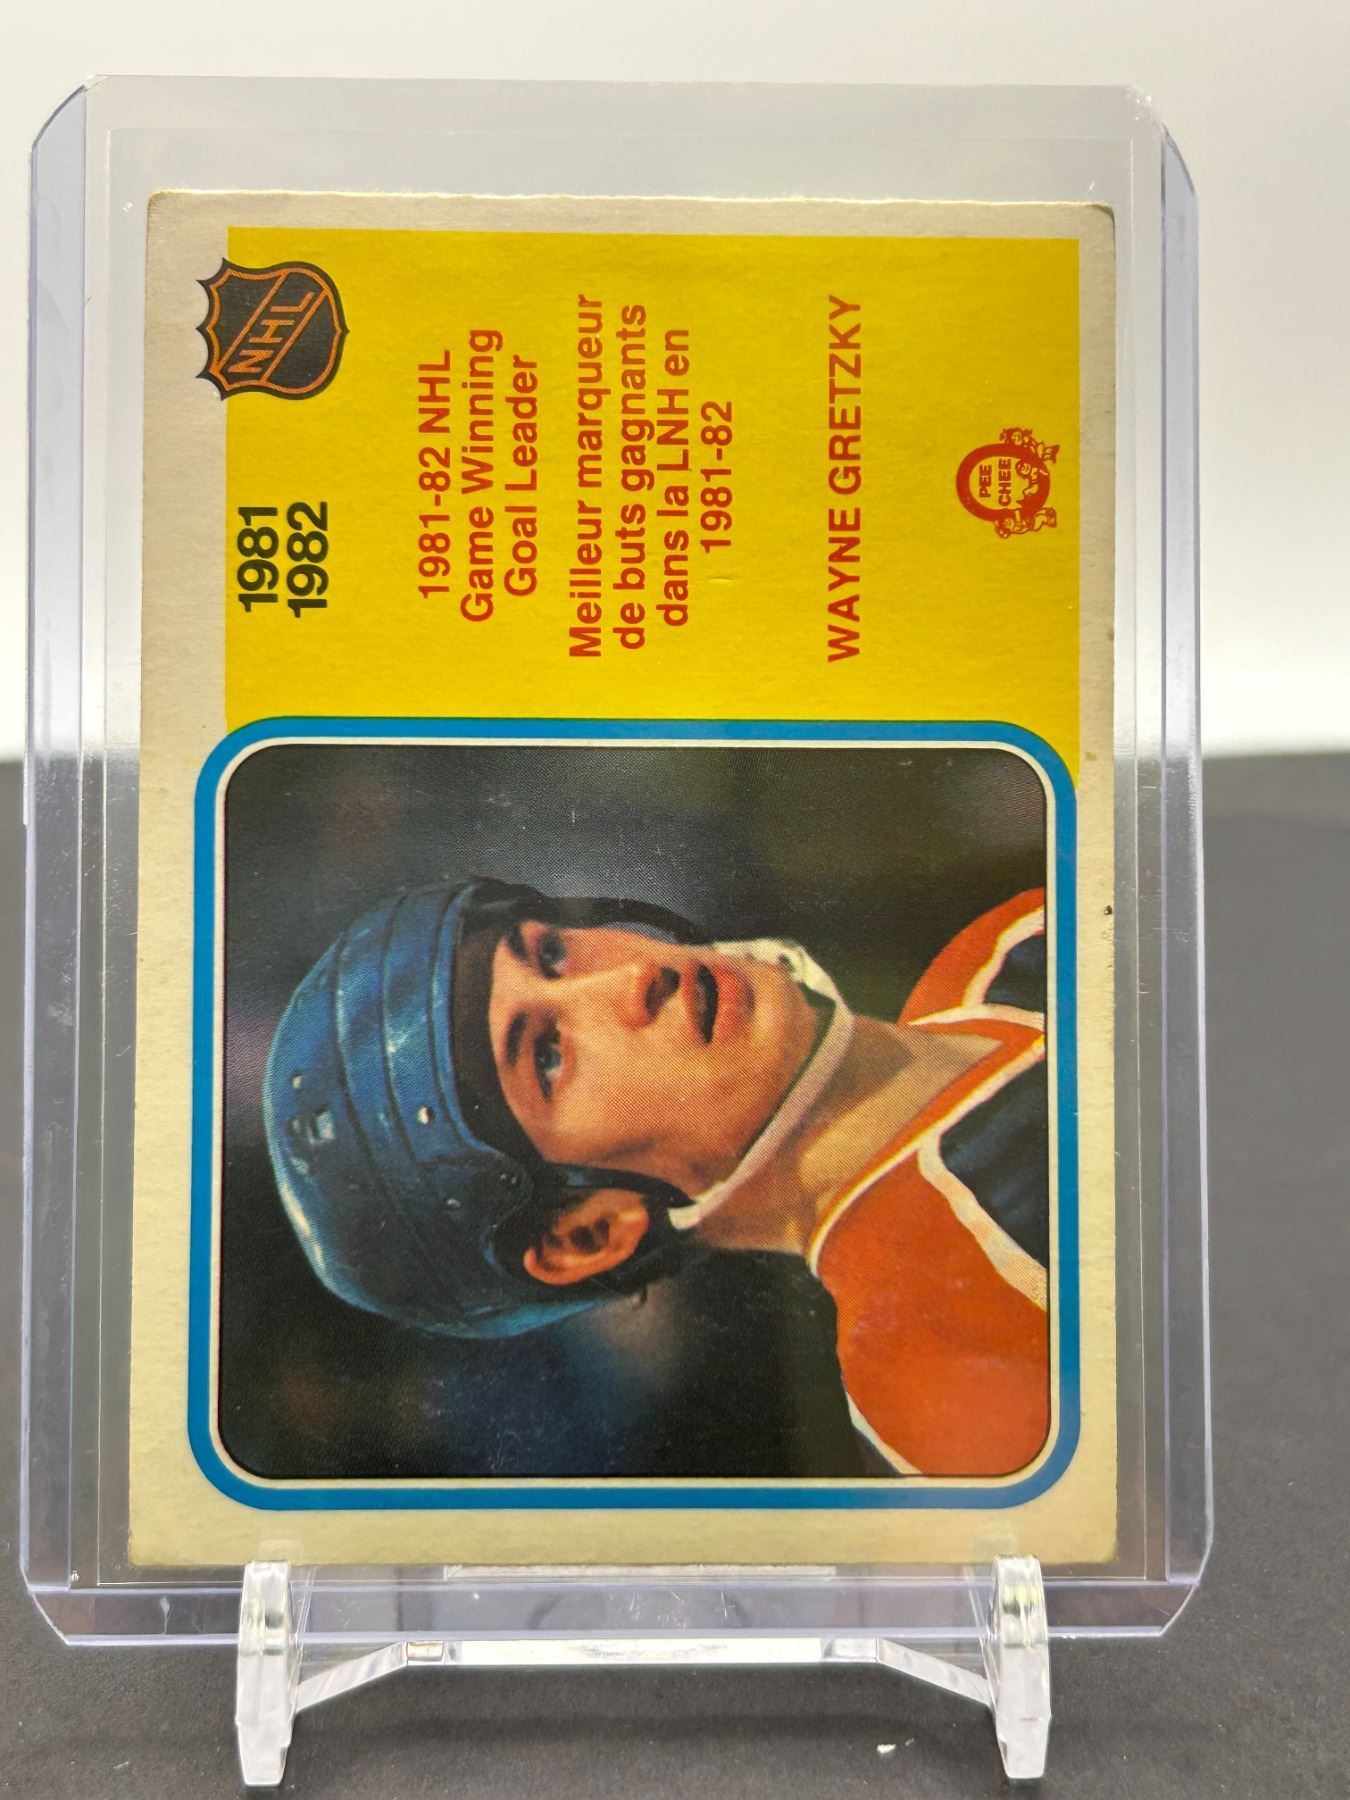 NHL
1981
1982
1981-82 NHL
Game Winning
Goal Leader
Meilleur marqueur
de buts gagnants
dans la LNH en
1981-82
WAYNE GRETZKY
PEE
CHEE